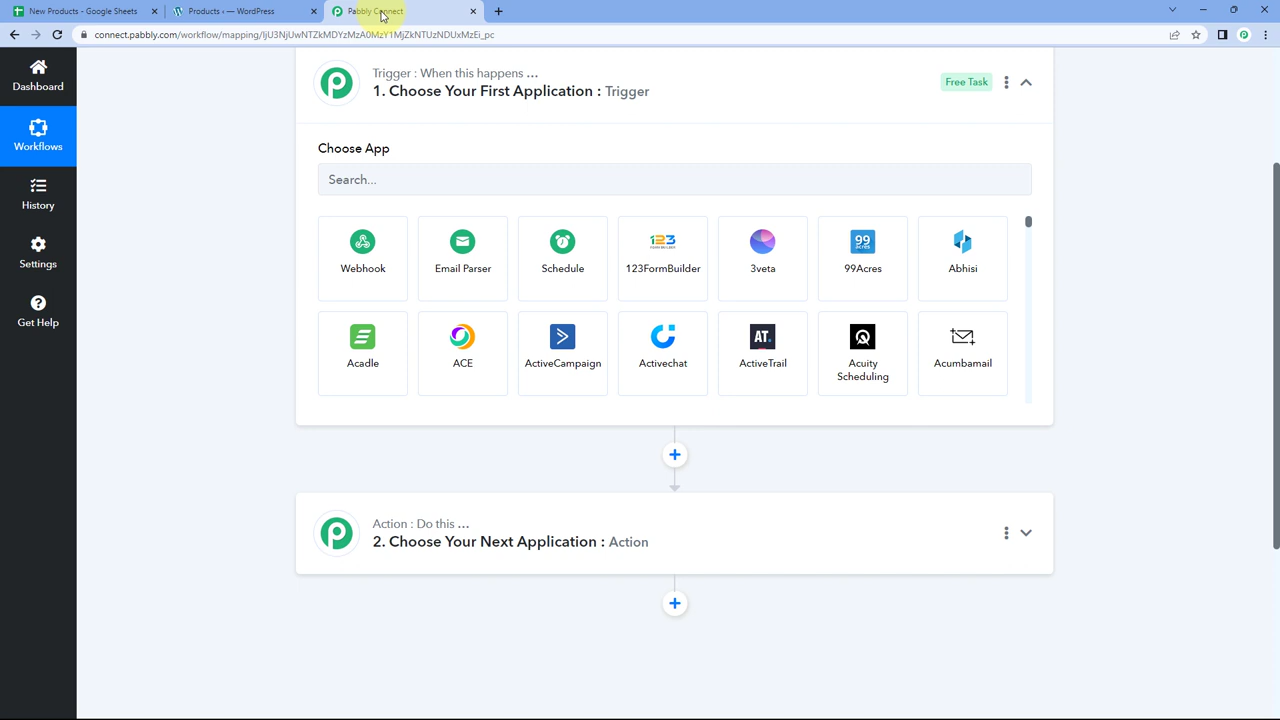 New Products - Google Sheets
Products ‹ — WordPress
Pabbly Connect
connect.pabbly.com/workflow/mapping/IjU3NjUwNTZkMDYzMzA0MzY1MjZkNTUzNDUxMzEi_pc
Dashboard
Workflows
History
Settings
Get Help
Trigger : When this happens ...
1. Choose Your First Application : Trigger
Free Task
Choose App
Search...
Webhook
Email Parser
Schedule
123FormBuilder
3veta
99Acres
Abhisi
Acadle
ACE
ActiveCampaign
Activechat
ActiveTrail
Acuity
Scheduling
Acumbamail
Action : Do this ...
2. Choose Your Next Application : Action